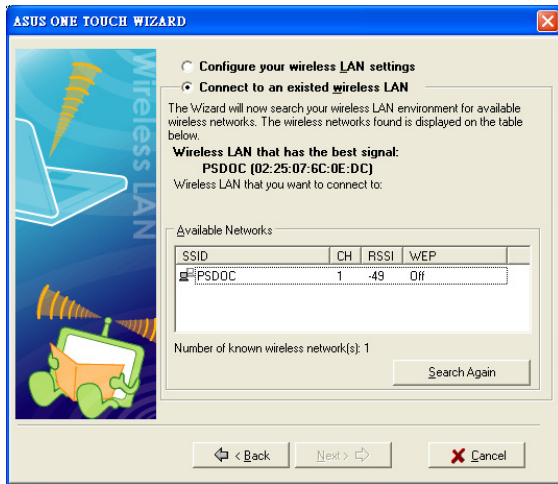 ASUS ONE TOUCH WIZARD
Wireless LAN
Configure your wireless LAN settings
Connect to an existed wireless LAN
The Wizard will now search your wireless LAN environment for available
wireless networks. The wireless networks found is displayed on the table
below.
Wireless LAN that has the best signal:
PSDOC (02:25:07:6C:0E:DC)
Wireless LAN that you want to connect to:
Available Networks
SSID CH RSSI WEP
PSDOC 1 -49 Off
Number of known wireless network(s): 1
Search Again
< Back Next > Cancel